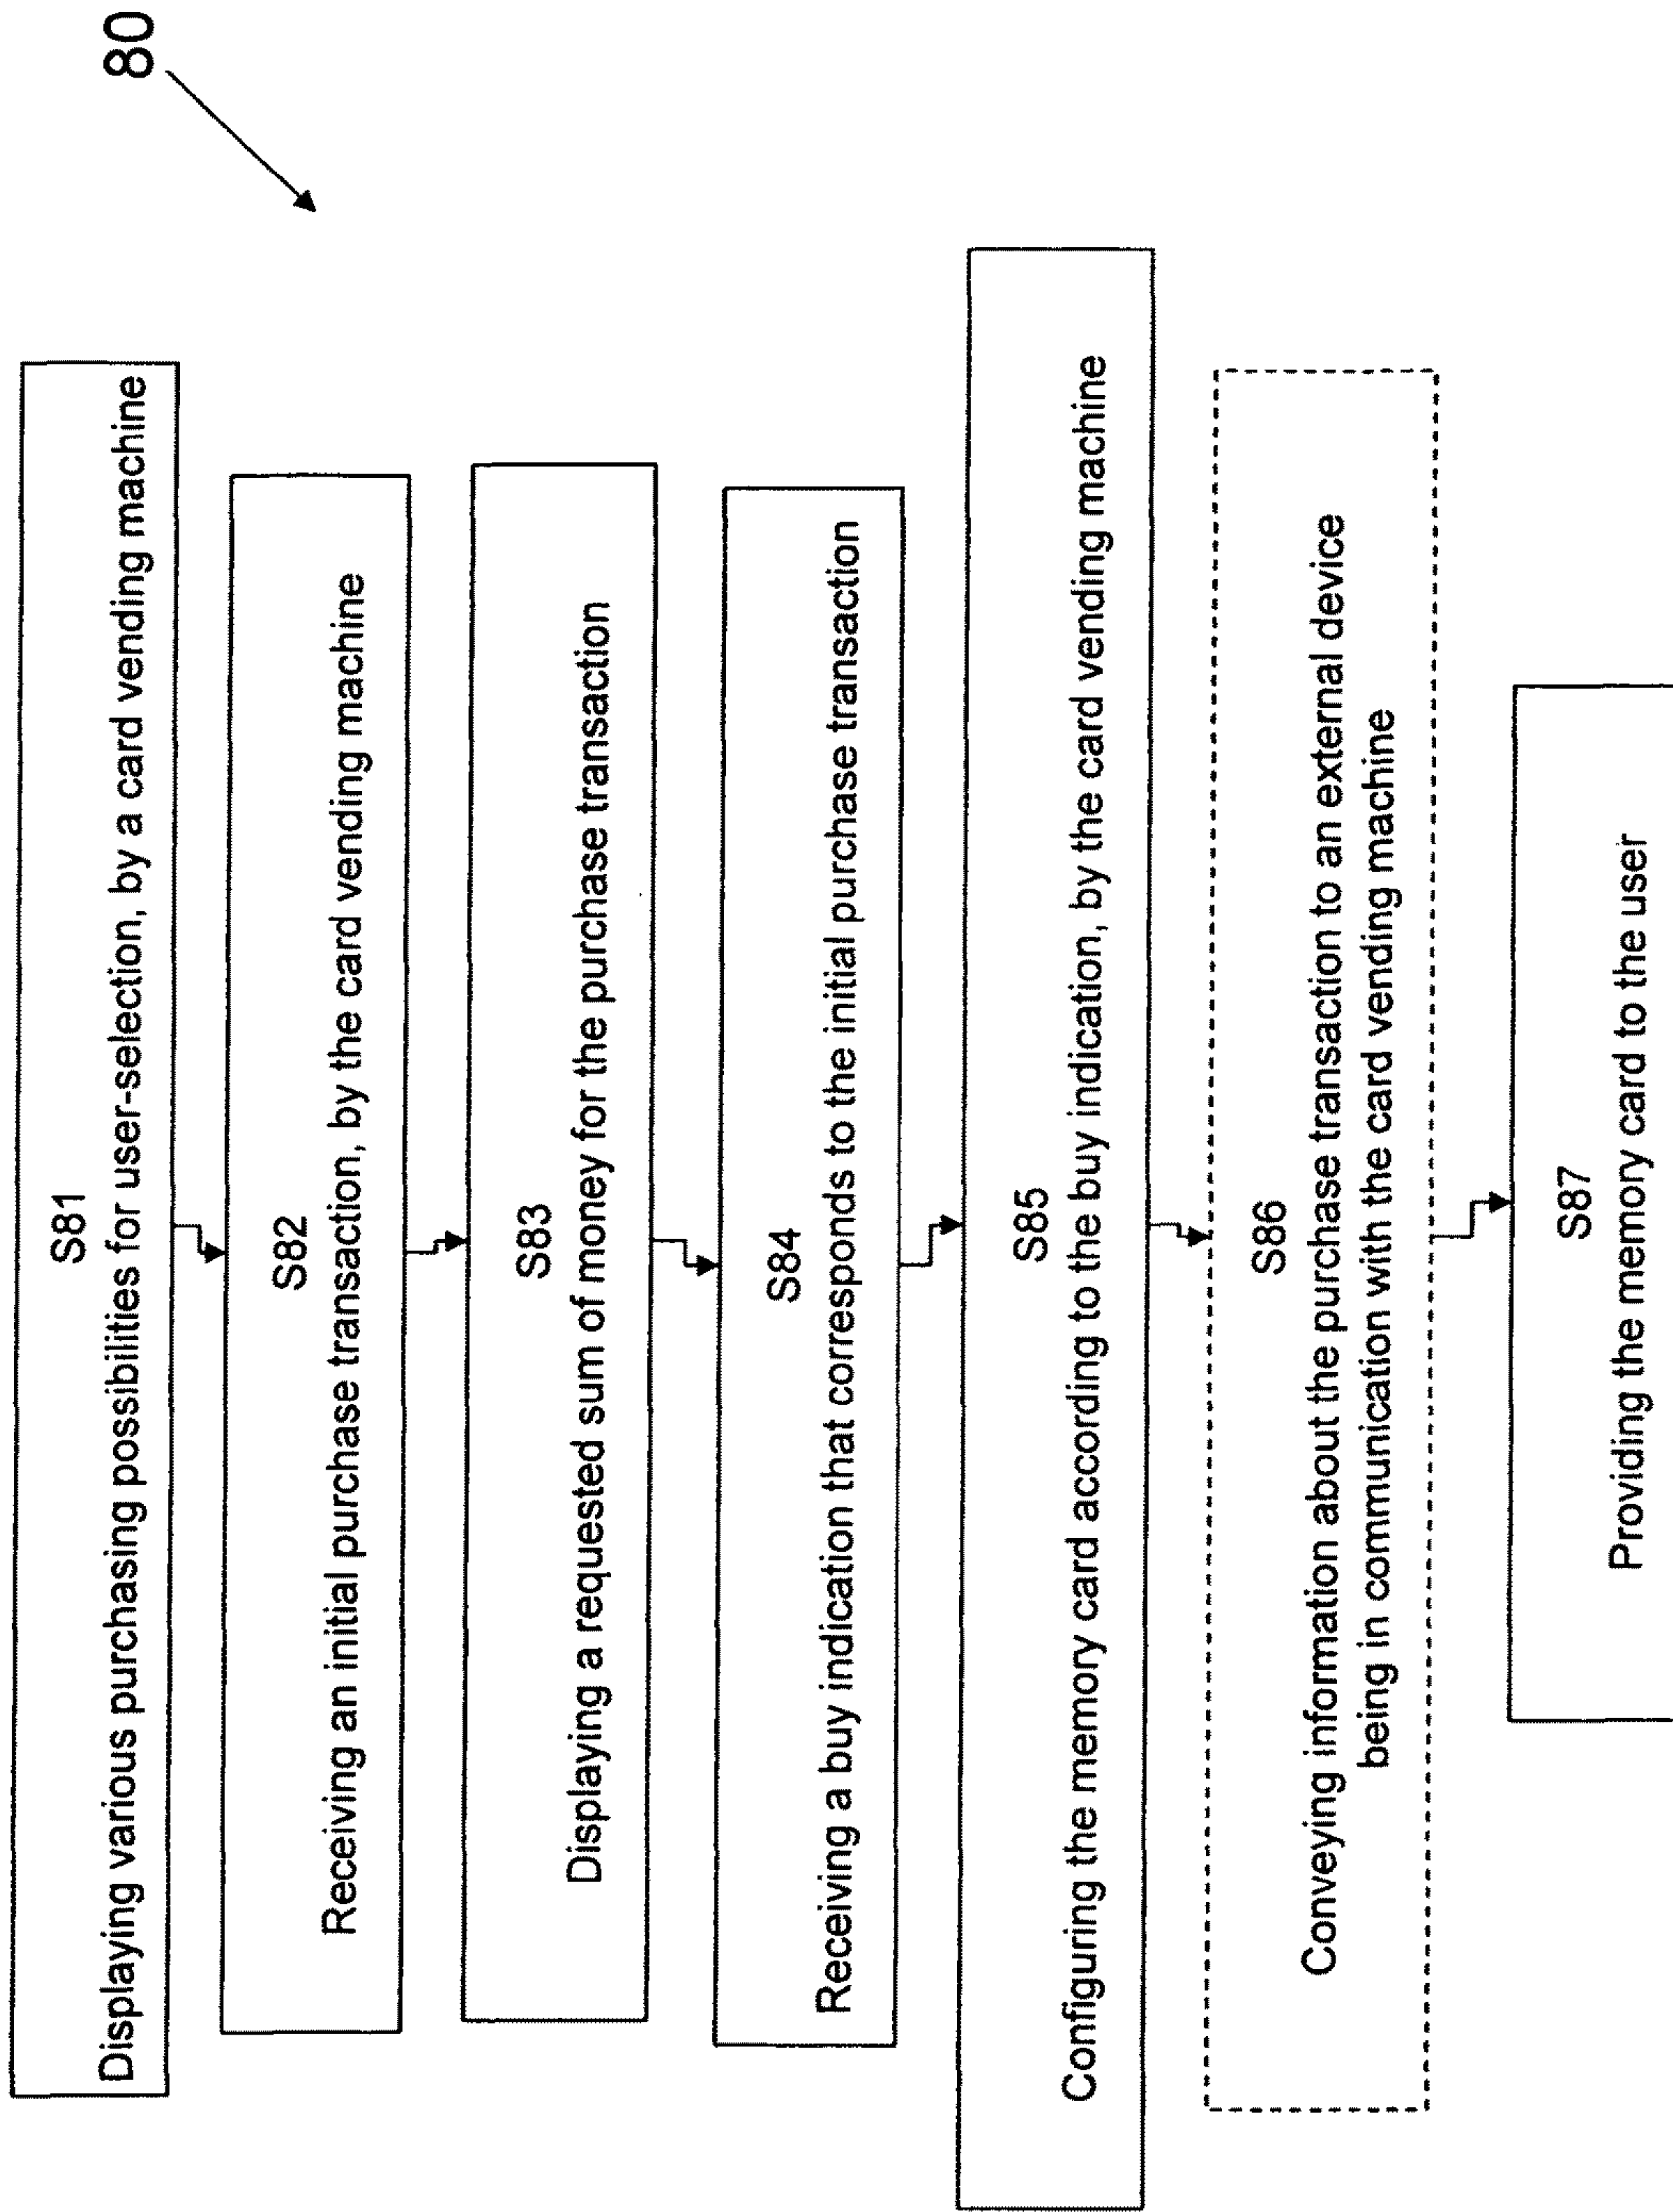 80
S81
Displaying various purchasing possibilities for user-selection, by a card vending machine
S82
Receiving an initial purchase transaction, by the card vending machine
S83
Displaying a requested sum of money for the purchase transaction
S84
Receiving a buy indication that corresponds to the initial purchase transaction
S85
Configuring the memory card according to the buy indication, by the card vending machine
S86
Conveying information about the purchase transaction to an external device
being in communication with the card vending machine
S87
Providing the memory card to the user